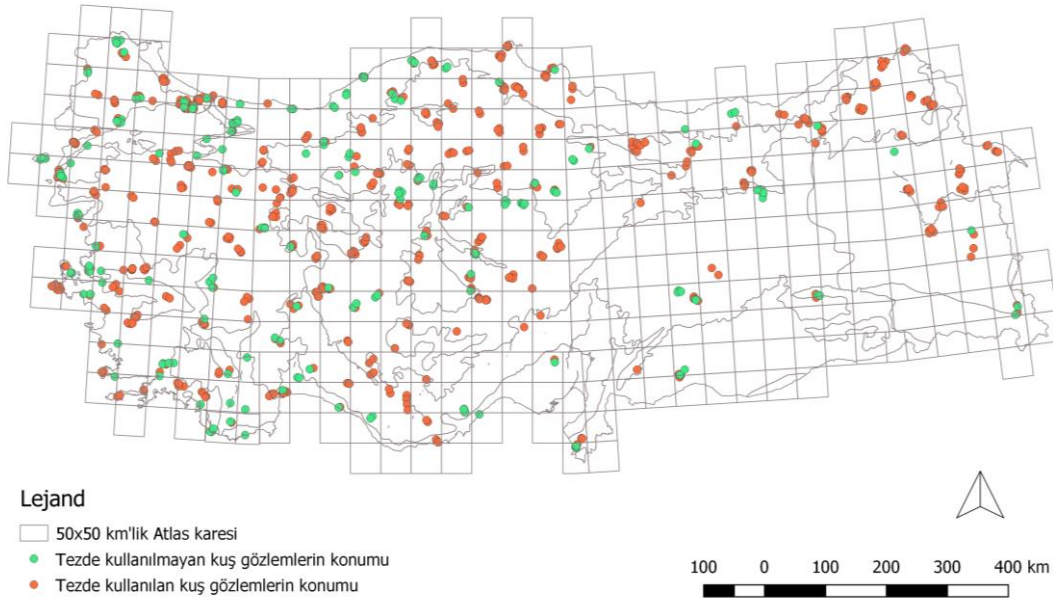 Lejand
50x50 km'lik Atlas karesi
Tezde kullanılmayan kuş gözlemlerin konumu
Tezde kullanılan kuş gözlemlerin konumu
100 0 100 200 300 400 km